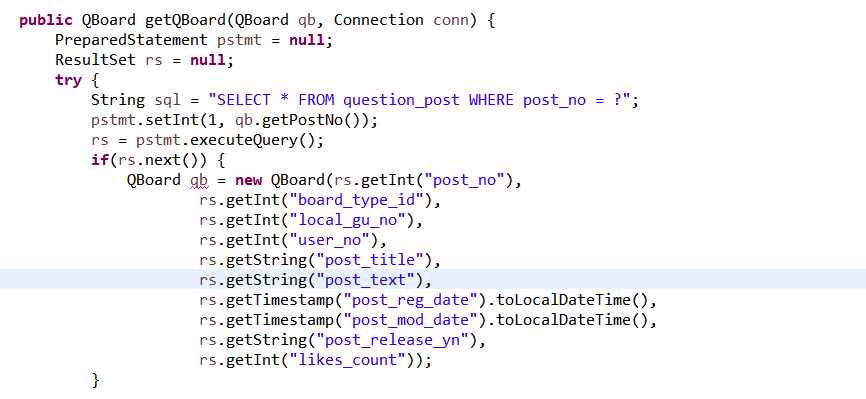 public QBoard getQBoard(QBoard qb, Connection conn) {
PreparedStatement pstmt = null;
ResultSet rs = null;
try {
String sql = "SELECT * FROM question_post WHERE post_no = ?";
pstmt.setInt(1, qb.getPostNo());
rs = pstmt.executeQuery();
if(rs.next()) {
QBoard qb = new QBoard(rs.getInt("post_no"),
rs.getInt("board_type_id"),
rs.getInt("local_gu_no"),
rs.getInt("user_no"),
rs.getString("post_title"),
rs.getString("post_text"),
rs.getTimestamp("post_reg_date").toLocalDateTime(),
rs.getTimestamp("post_mod_date").toLocalDateTime(),
rs.getString("post_release_yn"),
rs.getInt("likes_count"));
}